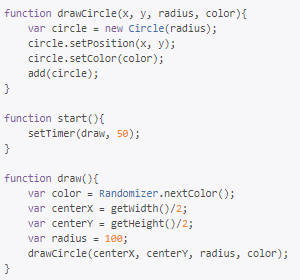 function drawCircle(x, y, radius, color){
    var circle = new Circle(radius);
    circle.setPosition(x, y);
    circle.setColor(color);
    add(circle);
}

function start(){
    setTimer(draw, 50);
}

function draw(){
    var color = Randomizer.nextColor();
    var centerX = getWidth()/2;
    var centerY = getHeight()/2;
    var radius = 100;
    drawCircle(centerX, centerY, radius, color);
}